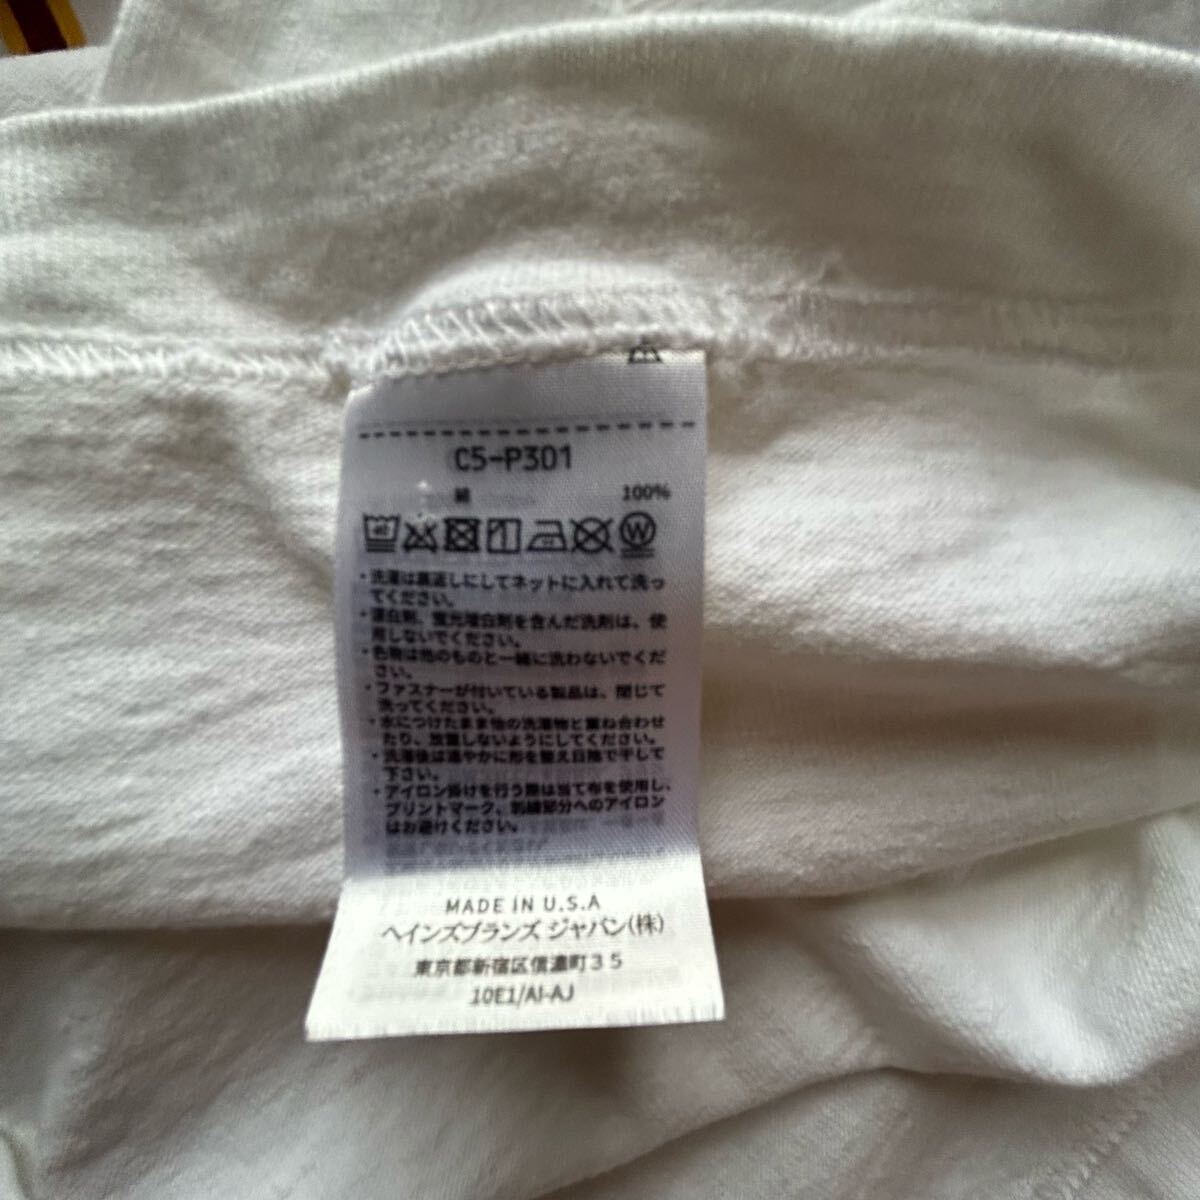 C5-P301
綿 100%
40
W
・洗濯は裏返しにしてネットに入れて洗っ
てください。
・漂白剤、蛍光増白剤を含んだ洗剤は、使
用しないでください。
・色物は他のものと一緒に洗わないでくだ
さい。
・ファスナーが付いている製品は、閉じて
洗ってください。
・水につけたまま他の洗濯物と重ね合わせ
たり、放置しないようにしてください。
・洗濯後は速やかに形を整え日陰で干して
下さい。
・アイロン掛けを行う際は当て布を使用し、
プリントマーク、刺繍部分へのアイロン
はお避けください。
MADE IN U.S.A
ヘインズブランズ ジャパン(株)
東京都新宿区信濃町35
10E1/AI-AJ